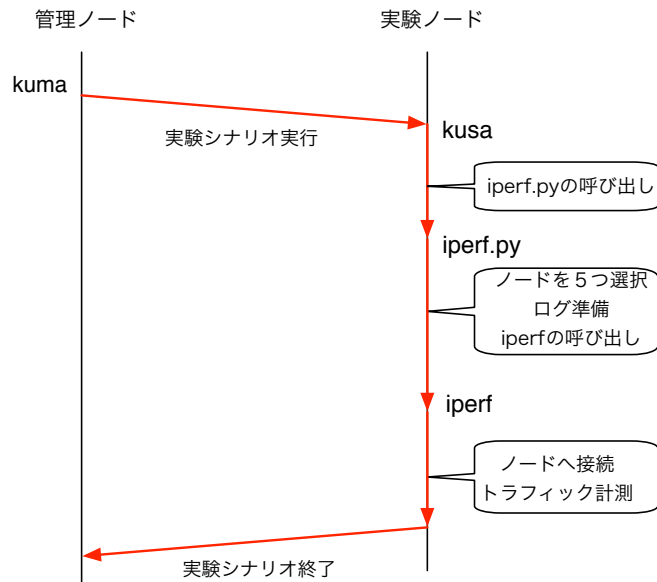 管理ノード
実験ノード
kuma
実験シナリオ実行
kusa
iperf.pyの呼び出し
iperf.py
ノードを５つ選択
ログ準備
iperfの呼び出し
iperf
ノードへ接続
トラフィック計測
実験シナリオ終了